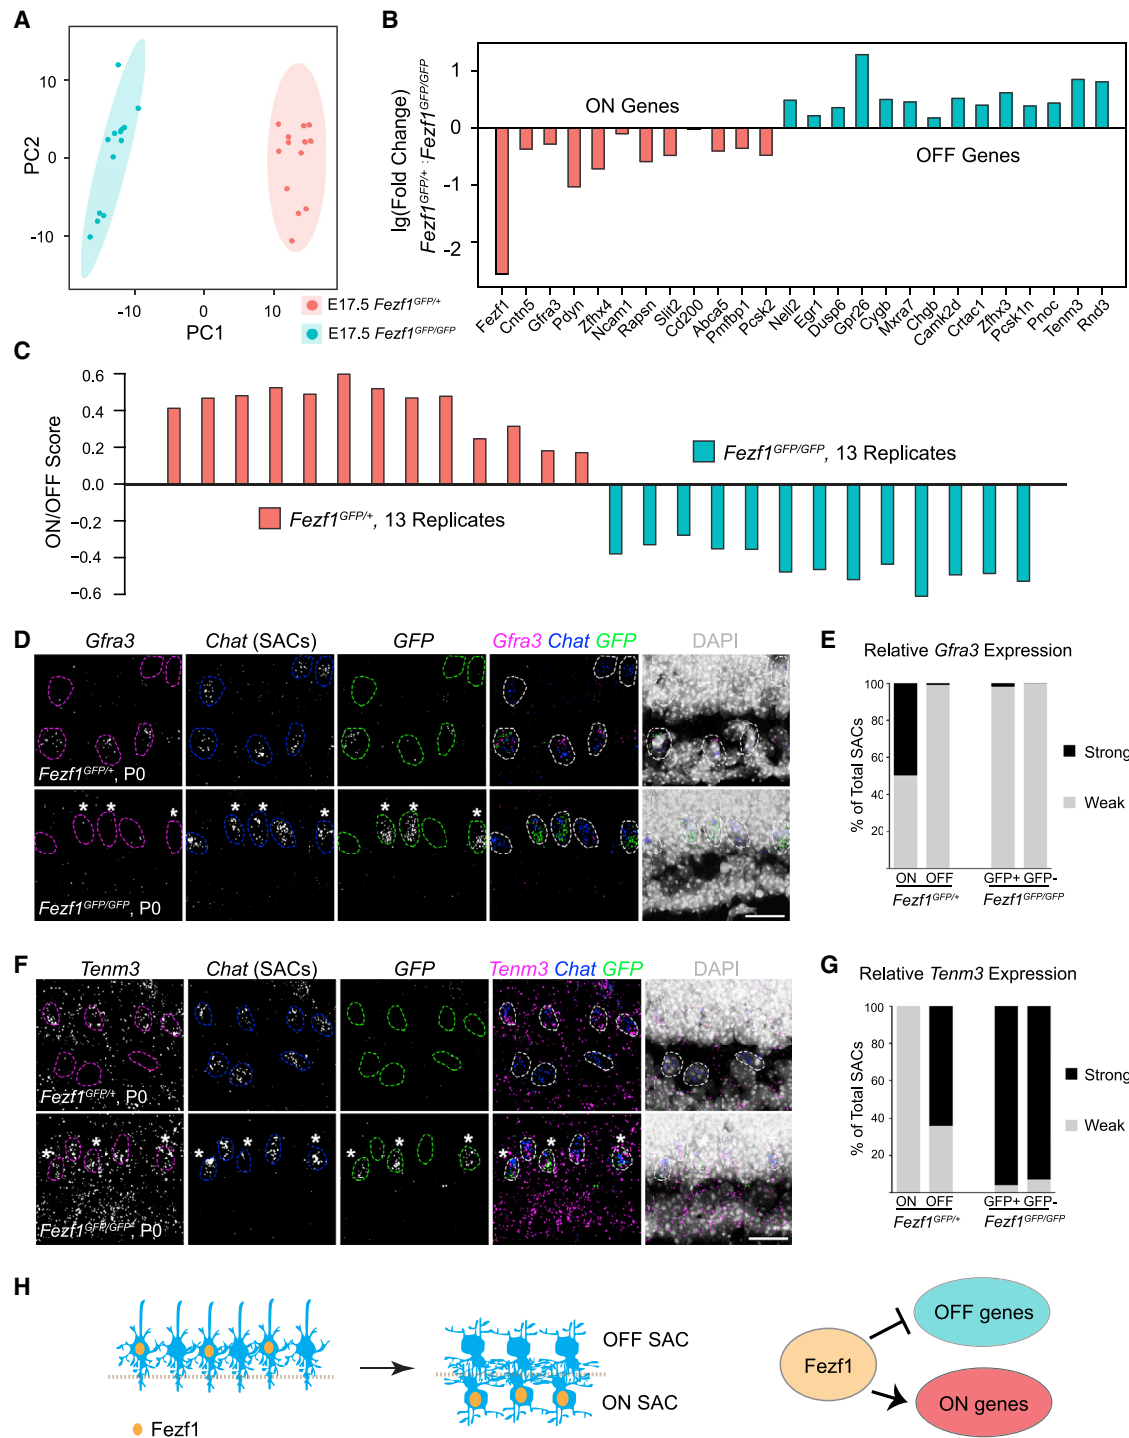 A
10
0
-10
PC2
-10
0
10
PC1
E17.5 Fezf1GFP/+
E17.5 Fezf1GFP/GFP
B
lg(Fold Change)
Fezf1GFP/+ : Fezf1GFP/GFP
1
0
-1
-2
ON Genes
OFF Genes
Fezf1
Cntn5
Gfra3
Pdyn
Zfhx4
Ncam1
Rapsn
Slit2
Cd200
Abca5
Pmfbp1
Pcsk2
Nell2
Egr1
Dusp6
Gpr26
Cygb
Mxra7
Chgb
Camk2d
Crtac1
Zfhx3
Pcsk1n
Pnoc
Tenm3
Rnd3
C
ON/OFF Score
0.6
0.4
0.2
0.0
−0.2
−0.4
−0.6
Fezf1GFP/+, 13 Replicates
Fezf1GFP/GFP, 13 Replicates
D
Gfra3
Chat (SACs)
GFP
Gfra3 Chat GFP
DAPI
Fezf1GFP/+, P0
* * *
* * *
* * *
Fezf1GFP/GFP, P0
E
Relative Gfra3 Expression
% of Total SACs
100
80
60
40
20
Strong
Weak
ON OFF
GFP+ GFP-
Fezf1GFP/+
Fezf1GFP/GFP
F
Tenm3
Chat (SACs)
GFP
Tenm3 Chat GFP
DAPI
Fezf1GFP/+, P0
* * *
* * *
* * *
* * *
Fezf1GFP/GFP, P0
G
Relative Tenm3 Expression
% of Total SACs
100
80
60
40
20
Strong
Weak
ON OFF
GFP+ GFP-
Fezf1GFP/+
Fezf1GFP/GFP
H
Fezf1
OFF SAC
ON SAC
Fezf1
OFF genes
ON genes